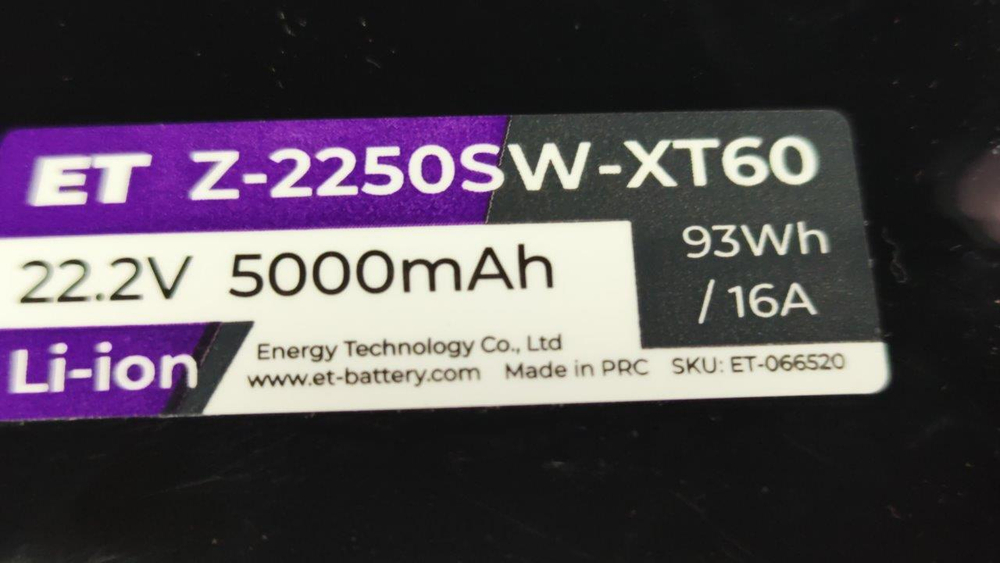 ET Z-2250SW-XT60
22.2V 5000mAh
93Wh
/ 16A
Li-ion
Energy Technology Co., Ltd
www.et-battery.com Made in PRC SKU: ET-066520